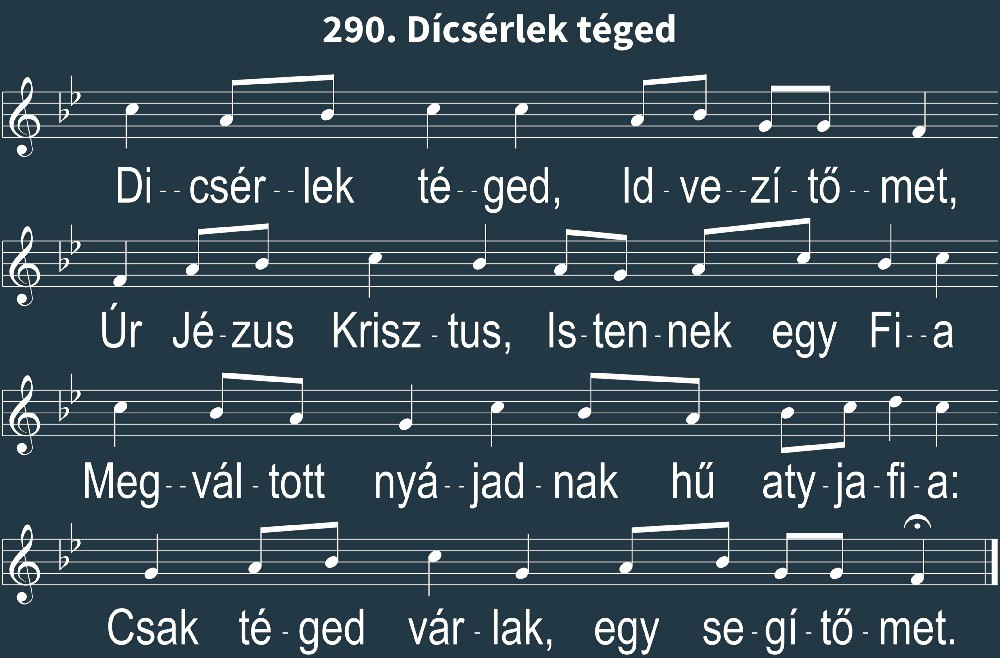 290. Dícsérlek téged
Di - - csér - - lek té - - ged, Id - ve - - zí - tő - - met,
Úr Jé - zus Krisz - tus, Is - ten - nek egy Fi - - a
Meg - - vál - tott nyá - - jad - nak hű aty - ja - fi - a:
Csak té - ged vár - lak, egy se - gí - tő - met.